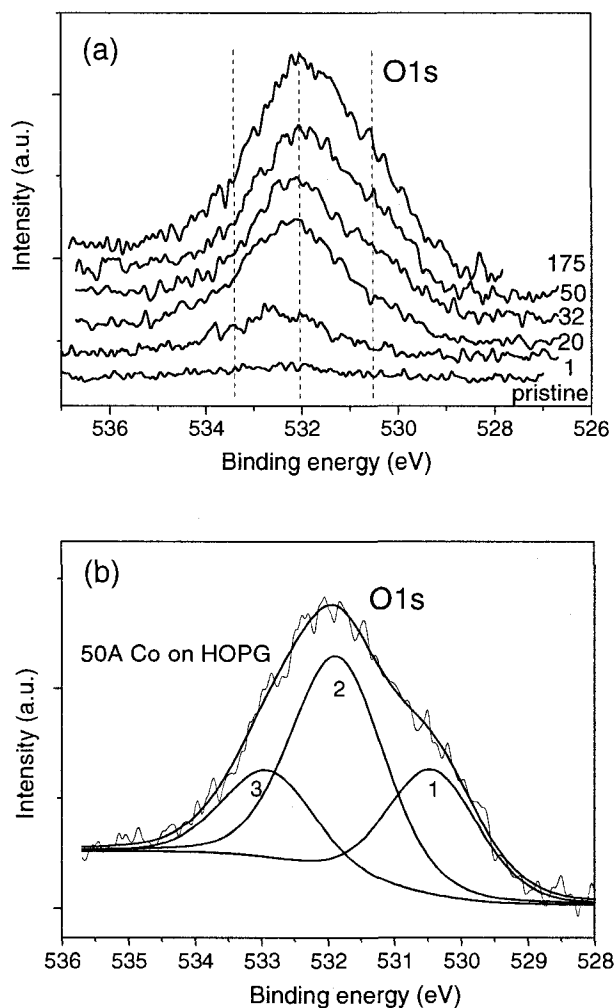 (a)
O1s
Intensity (a.u.)
175
50
32
20
1
pristine
536
534
532
530
528
526
Binding energy (eV)
(b)
O1s
50A Co on HOPG
2
3
1
Intensity (a.u.)
536
535
534
533
532
531
530
529
528
Binding energy (eV)